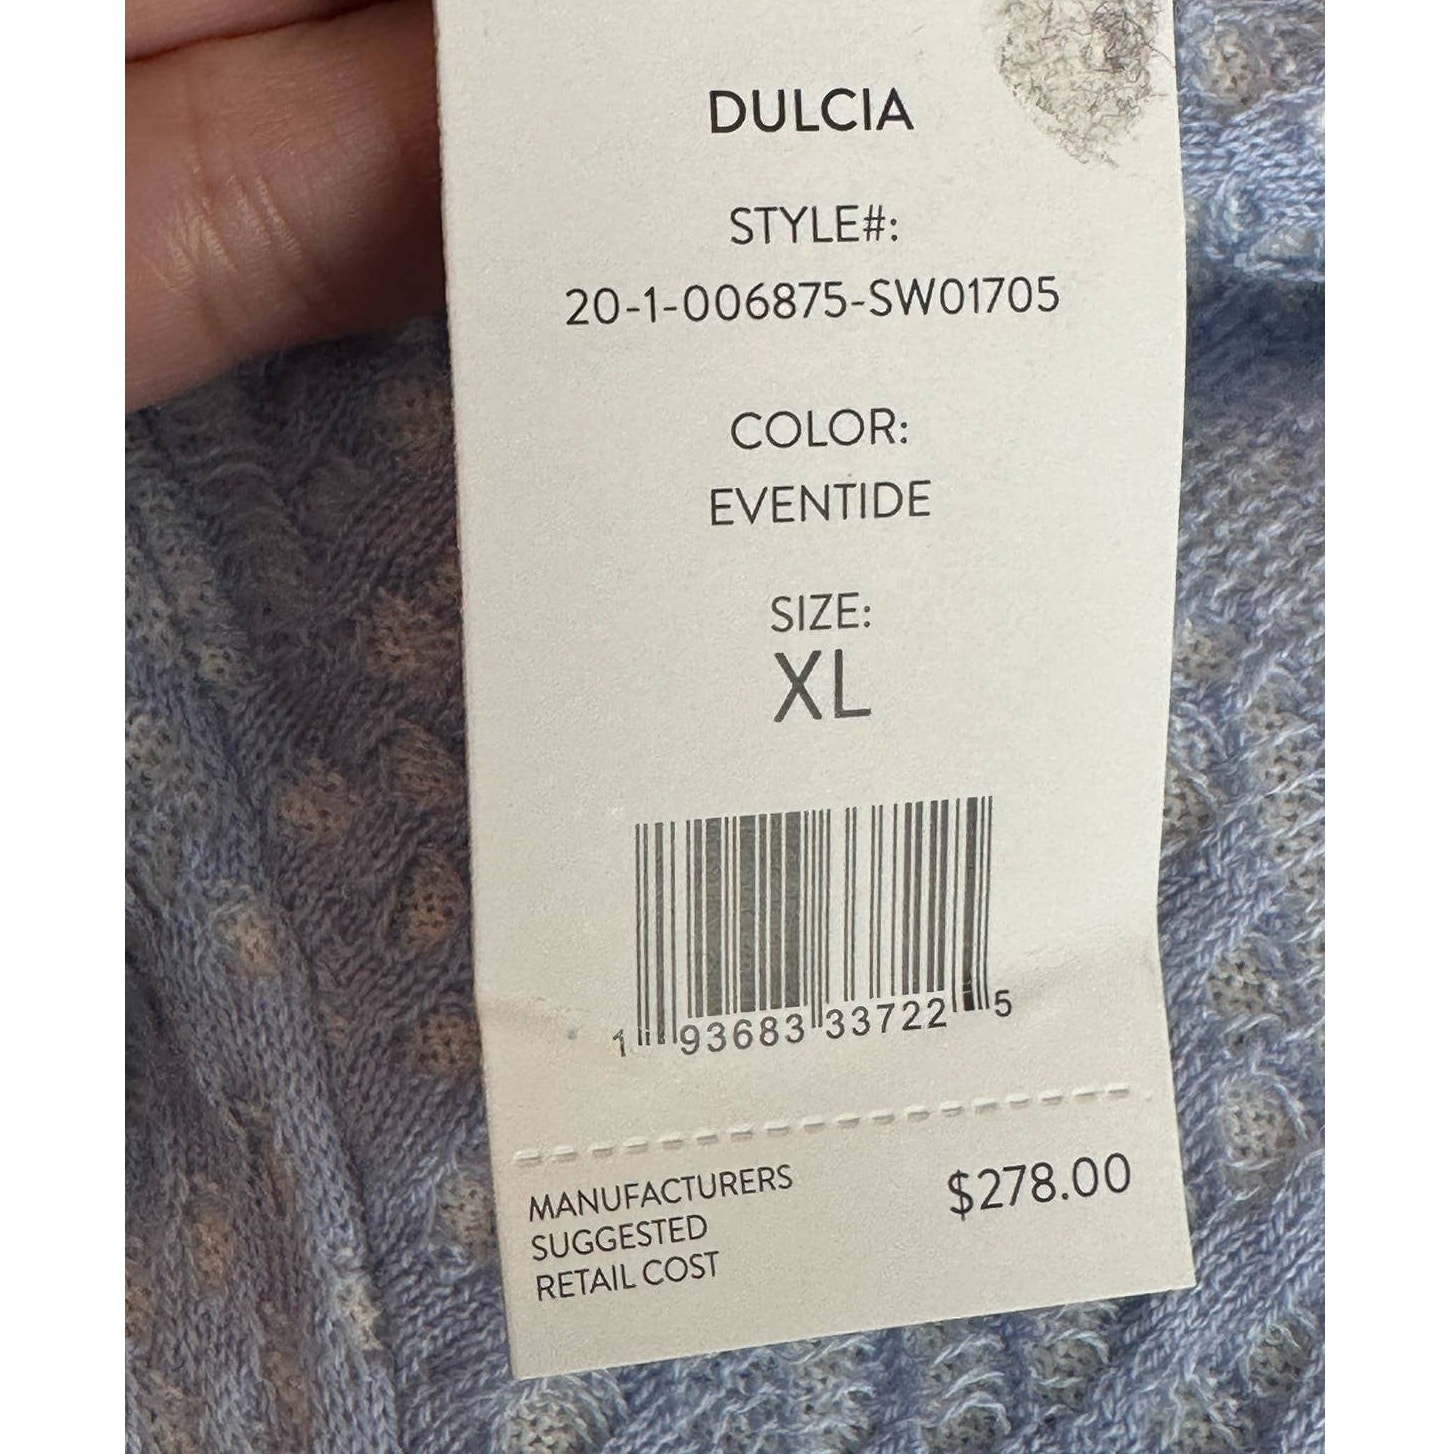 DULCIA
STYLE#:
20-1-006875-SW01705
COLOR:
EVENTIDE
SIZE:
XL
1 93683 33722 5
MANUFACTURERS
SUGGESTED
RETAIL COST
$278.00